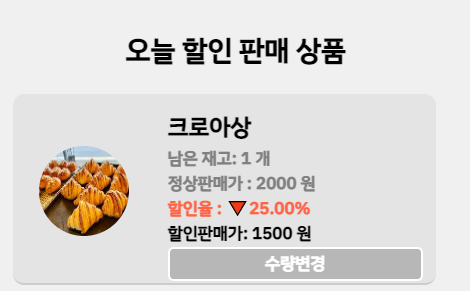 오늘 할인 판매 상품
크로아상
남은 재고: 1 개
정상판매가 : 2000 원
할인율 : ▼25.00%
할인판매가: 1500 원
수량변경